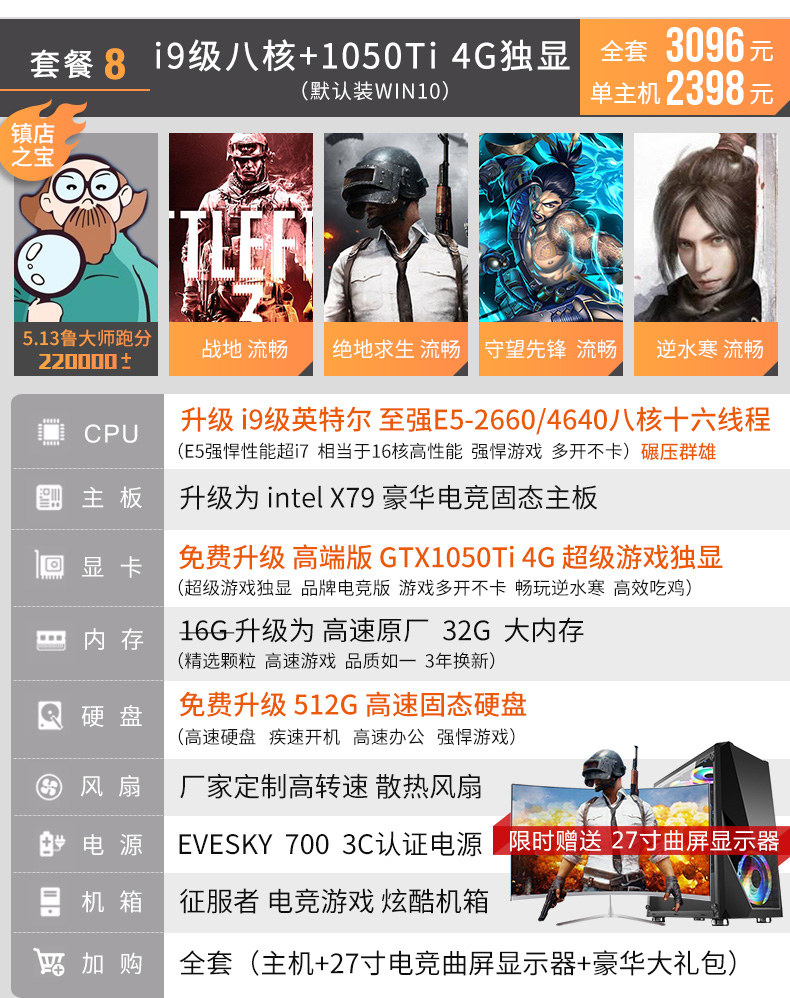 套餐8
i9级八核+1050Ti 4G独显
（默认装WIN10）
全套 3096元
单主机2398元
镇店
之宝
TTLEFI
3
5.13鲁大师跑分
220000±
战地 流畅
绝地求生 流畅
守望先锋 流畅
逆水寒 流畅
CPU
升级 i9级英特尔 至强E5-2660/4640八核十六线程
（E5强悍性能超i7 相当于16核高性能 强悍游戏 多开不卡）碾压群雄
主 板
升级为 intel X79 豪华电竞固态主板
显 卡
免费升级 高端版 GTX1050Ti 4G 超级游戏独显
（超级游戏独显 品牌电竞版 游戏多开不卡 畅玩逆水寒 高效吃鸡）
内 存
16G 升级为 高速原厂 32G 大内存
（精选颗粒 高速游戏 品质如一 3年换新）
硬 盘
免费升级 512G 高速固态硬盘
（高速硬盘 疾速开机 高速办公 强悍游戏）
风 扇
厂家定制高转速 散热风扇
电 源
EVESKY 700 3C认证电源
限时赠送 27寸曲屏显示器
机 箱
征服者 电竞游戏 炫酷机箱
加 购
全套（主机+27寸电竞曲屏显示器+豪华大礼包）